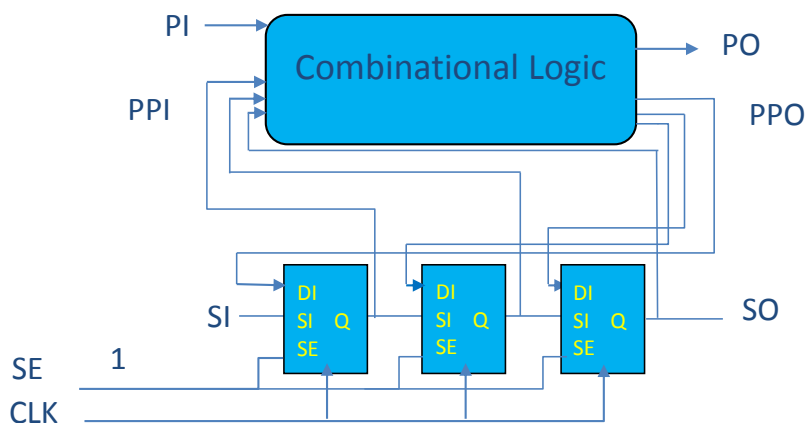 PI
Combinational Logic
PO
PPI
PPO
DI
SI Q
SE
DI
SI Q
SE
DI
SI Q
SE
SI
SO
SE 1
CLK